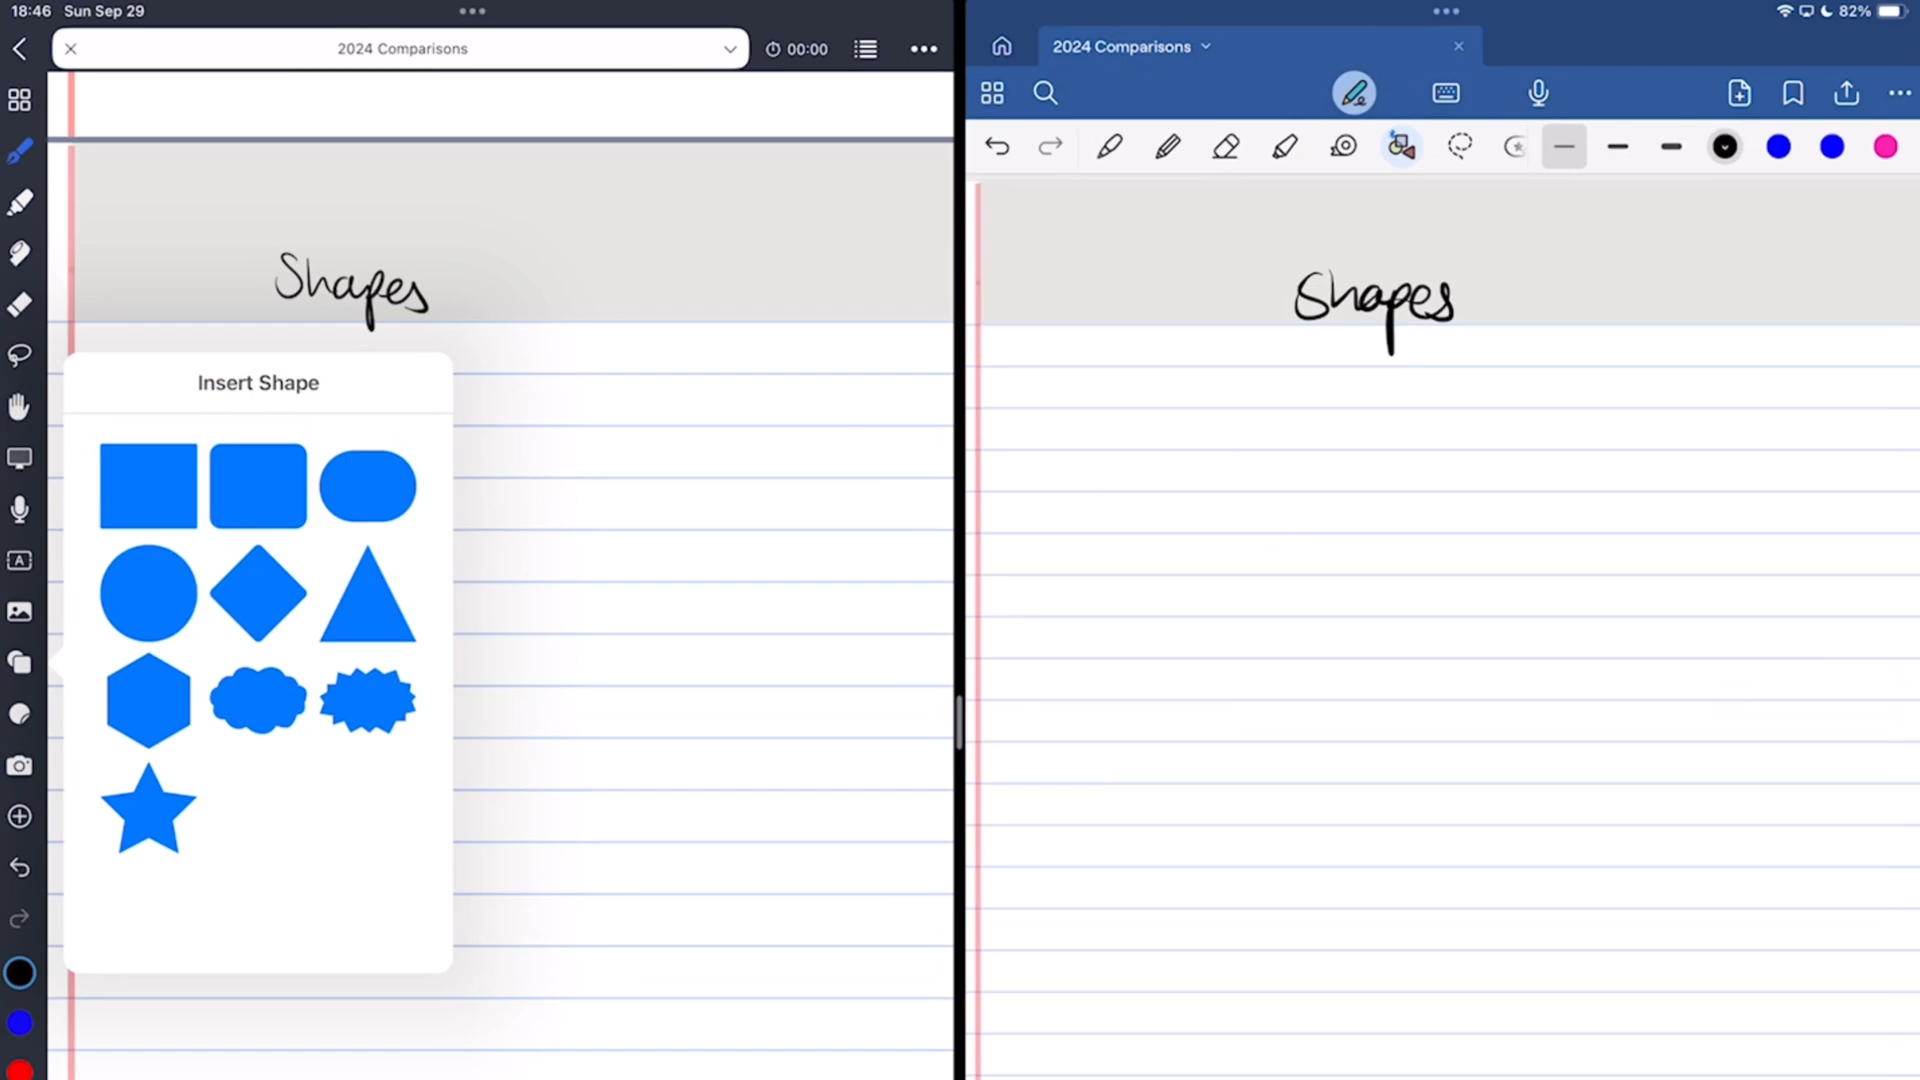 18:46 Sun Sep 29
82%
2024 Comparisons
00:00
2024 Comparisons
Shapes
Shapes
Insert Shape
A